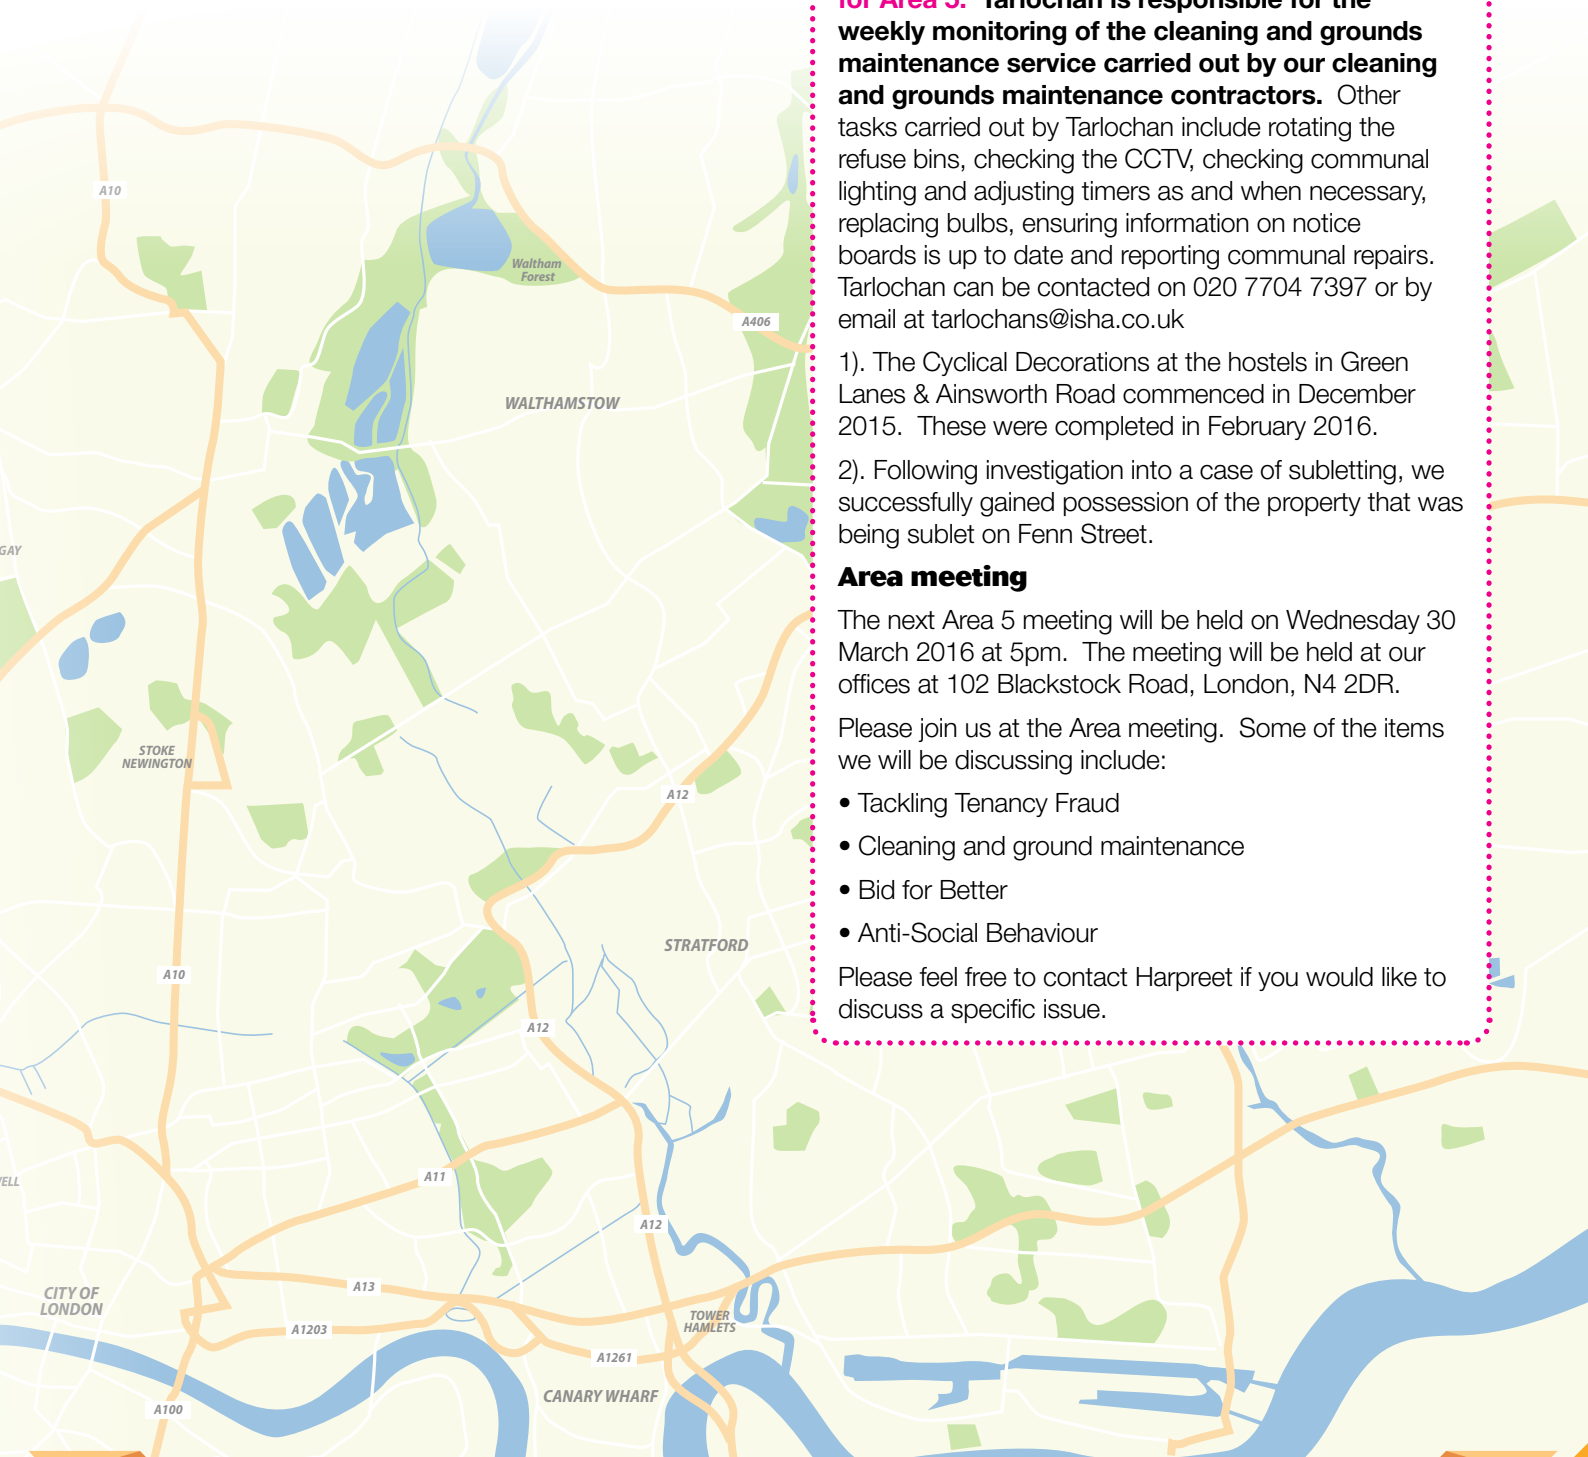 for Area 5. Tarlochan is responsible for the
weekly monitoring of the cleaning and grounds
maintenance service carried out by our cleaning
and grounds maintenance contractors. Other
tasks carried out by Tarlochan include rotating the
refuse bins, checking the CCTV, checking communal
lighting and adjusting timers as and when necessary,
replacing bulbs, ensuring information on notice
boards is up to date and reporting communal repairs.
Tarlochan can be contacted on 020 7704 7397 or by
email at tarlochans@isha.co.uk
1). The Cyclical Decorations at the hostels in Green
Lanes & Ainsworth Road commenced in December
2015. These were completed in February 2016.
2). Following investigation into a case of subletting, we
successfully gained possession of the property that was
being sublet on Fenn Street.
Area meeting
The next Area 5 meeting will be held on Wednesday 30
March 2016 at 5pm. The meeting will be held at our
offices at 102 Blackstock Road, London, N4 2DR.
Please join us at the Area meeting. Some of the items
we will be discussing include:
• Tackling Tenancy Fraud
• Cleaning and ground maintenance
• Bid for Better
• Anti-Social Behaviour
Please feel free to contact Harpreet if you would like to
discuss a specific issue.
A10
Waltham
Forest
A406
WALTHAMSTOW
GAY
STOKE
NEWINGTON
A12
STRATFORD
A10
A12
A11
ELL
A12
CITY OF
LONDON
A13
TOWER
HAMLETS
A1203
A1261
CANARY WHARF
A100